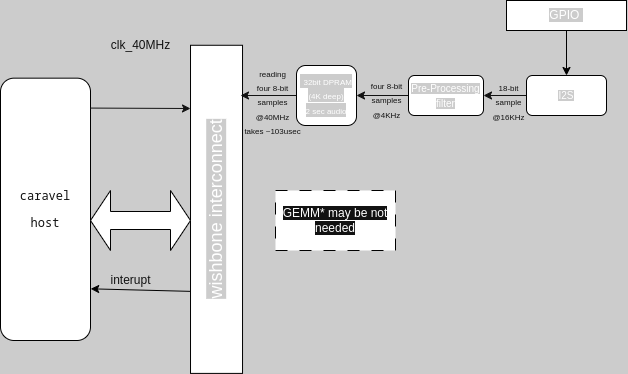 GPIO
clk_40MHz
reading
four 8-bit
samples
@40MHz
takes ~103usec
32bit DPRAM
(4K deep)
2 sec audio
four 8-bit
samples
@4KHz
Pre-Processing
filter
18-bit
sample
@16KHz
I2S
caravel
host
wishbone interconnect
GEMM* may be not
needed
interupt